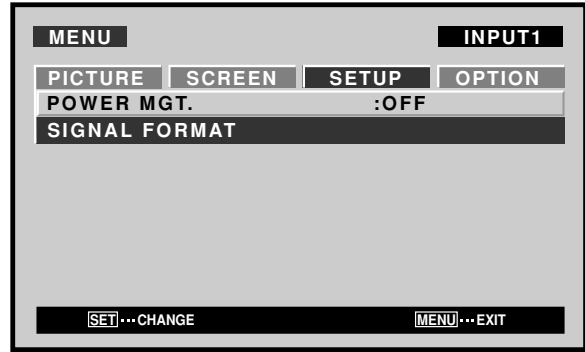 MENU INPUT1
PICTURE SCREEN SETUP OPTION
POWER MGT. :OFF
SIGNAL FORMAT
SET···CHANGE MENU···EXIT